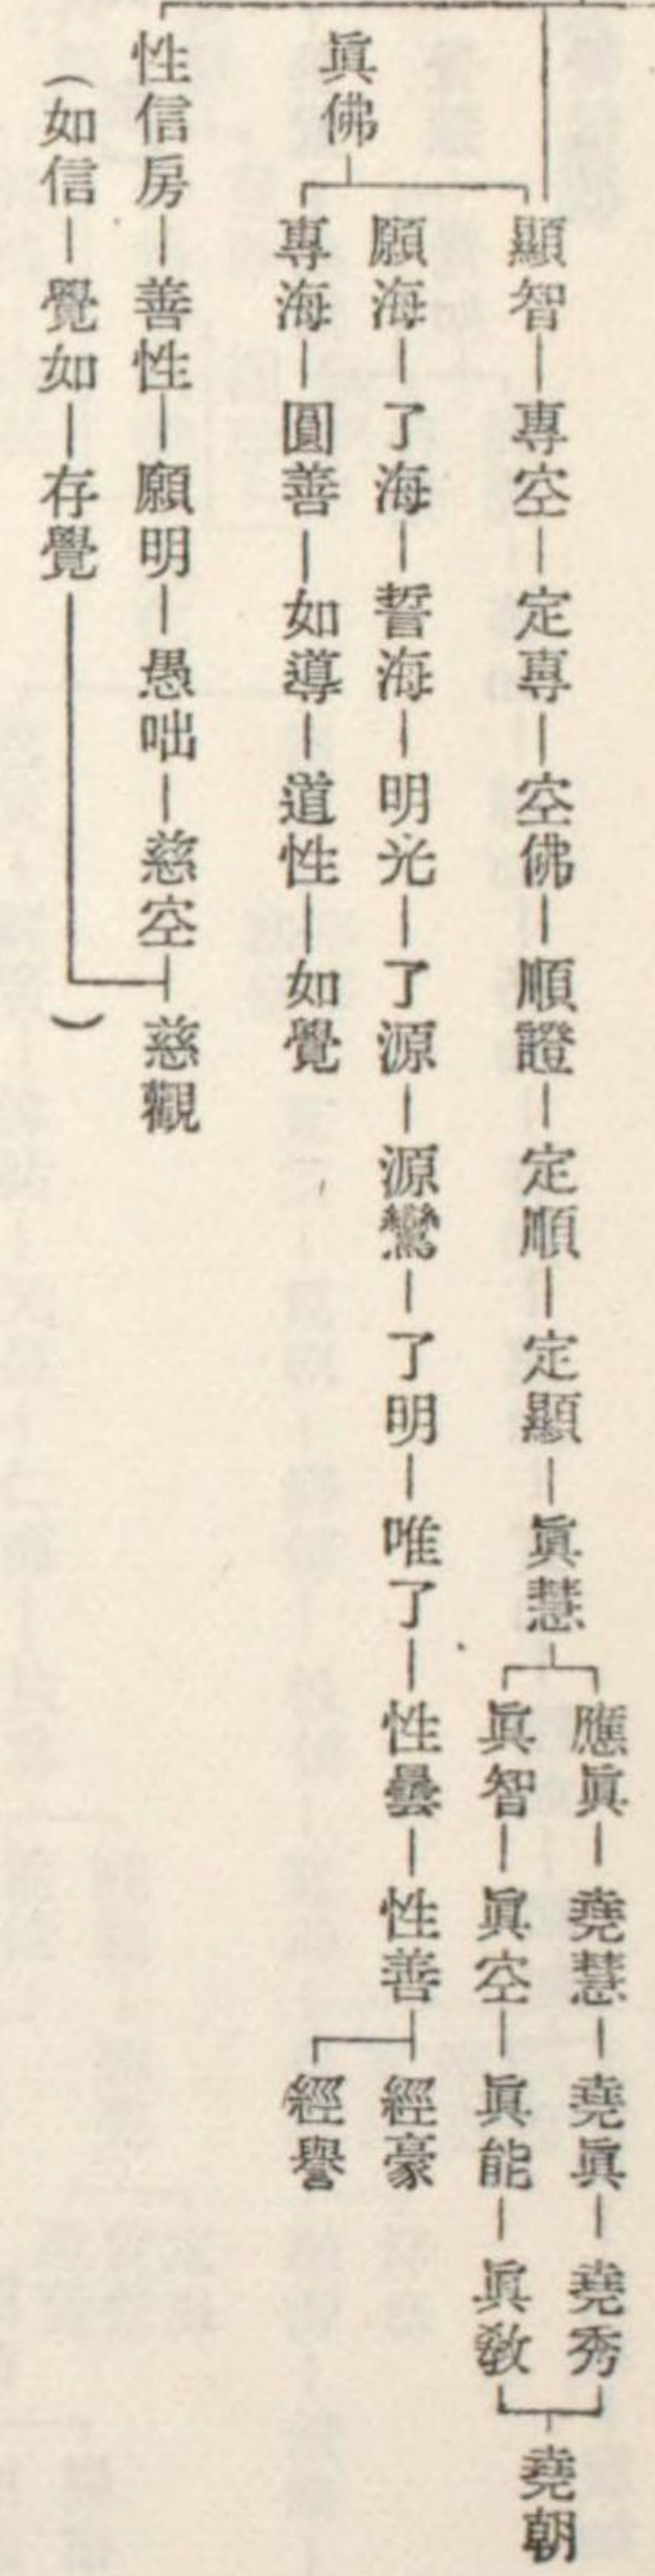 應眞―堯慧―堯眞―堯秀
顯智―專空―定專―空佛―順證―定順―定顯―眞慧
堯朝
眞智―眞空―眞能―眞敎
眞佛
願海―了海―誓海―明光―了源―源鸞―了明―唯了―性曇―性善―經豪
專海―圓善―如導―道性―如覺
經譽
性信房―善性―願明―愚咄―慈空―慈觀
(如信―覺如―存覺)